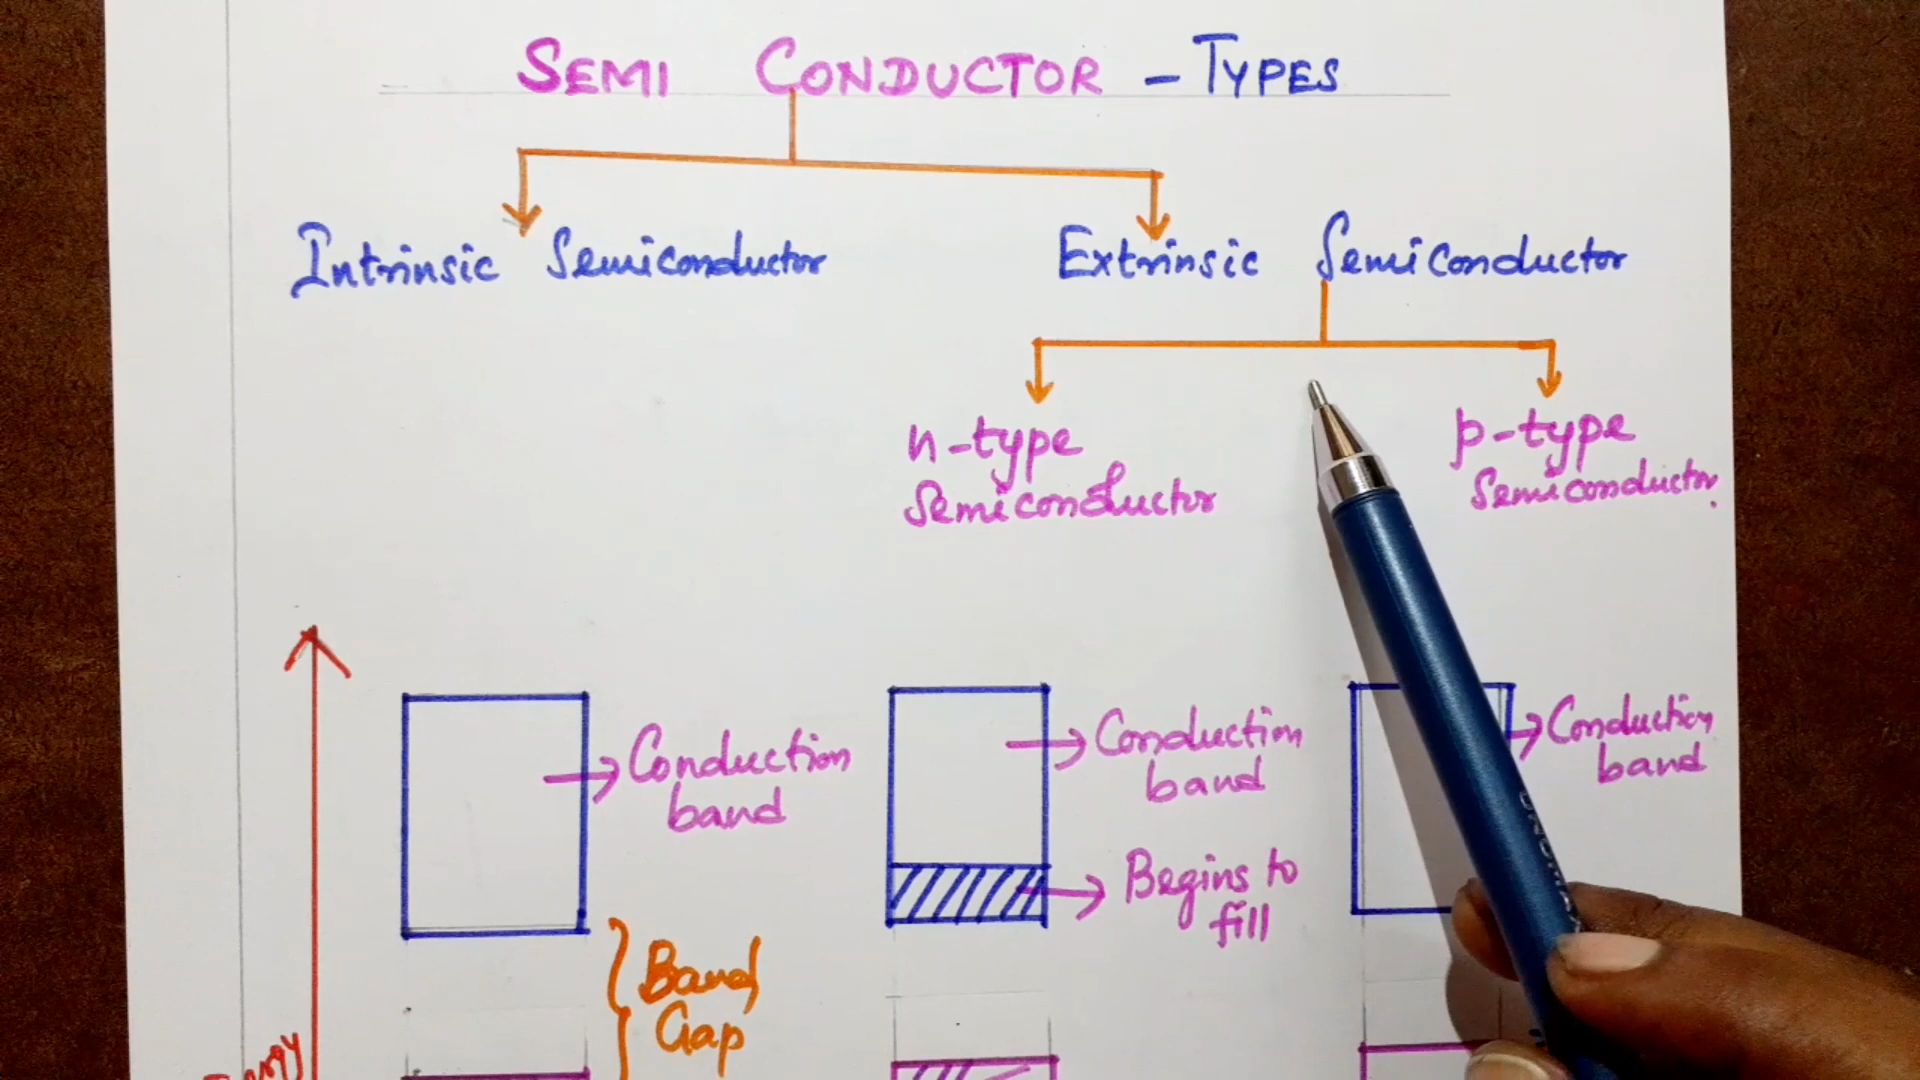 SEMI CONDUCTOR - TYPES
Intrinsic Semiconductor
Extrinsic Semiconductor
n-type
Semiconductor
p-type
Semiconductor.
Conduction
band
Conduction
band
Conduction
band
Begins to
fill
Band
Gap